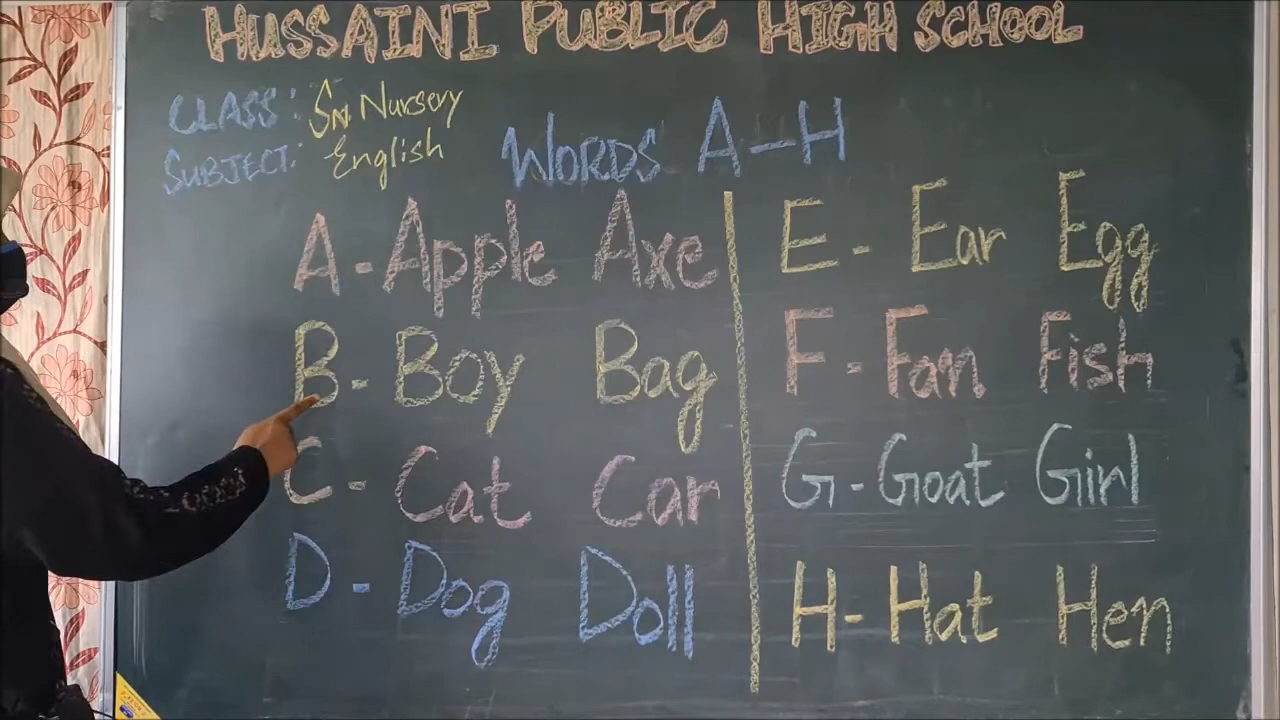 HUSSAINI PUBLIC HIGH SCHOOL
CLASS: Sr. Nursery
SUBJECT: English
WORDS A-H
A - Apple Axe
B - Boy Bag
C - Cat Car
D - Dog Doll
E - Ear Egg
F - Fan Fish
G - Goat Girl
H - Hat Hen